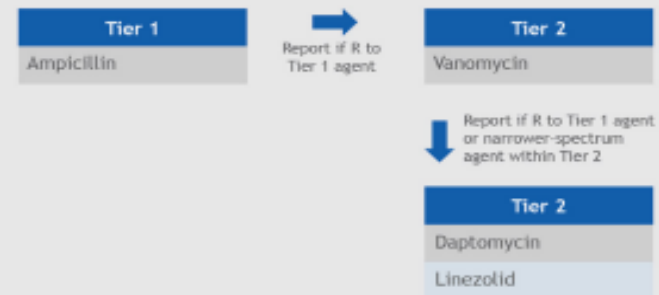 Tier 1
Ampicillin
Report if R to
Tier 1 agent
Tier 2
Vanomycin
Report if R to Tier 1 agent
or narrower-spectrum
agent within Tier 2
Tier 2
Daptomycin
Linezolid